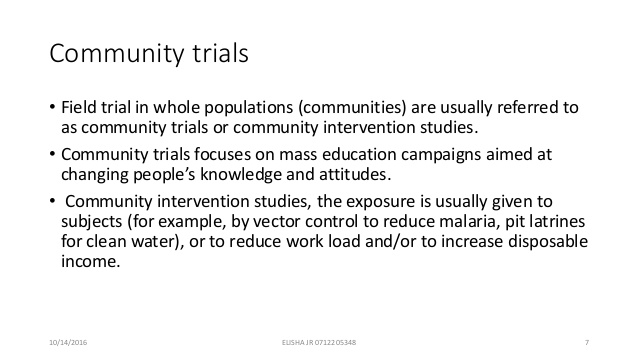 Community trials
• Field trial in whole populations (communities) are usually referred to
as community trials or community intervention studies.
• Community trials focuses on mass education campaigns aimed at
changing people's knowledge and attitudes.
• Community intervention studies, the exposure is usually given to
subjects (for example, by vector control to reduce malaria, pit latrines
for clean water), or to reduce work load and/or to increase disposable
income.
10/14/2016 ELISHA JR 0712205348 7